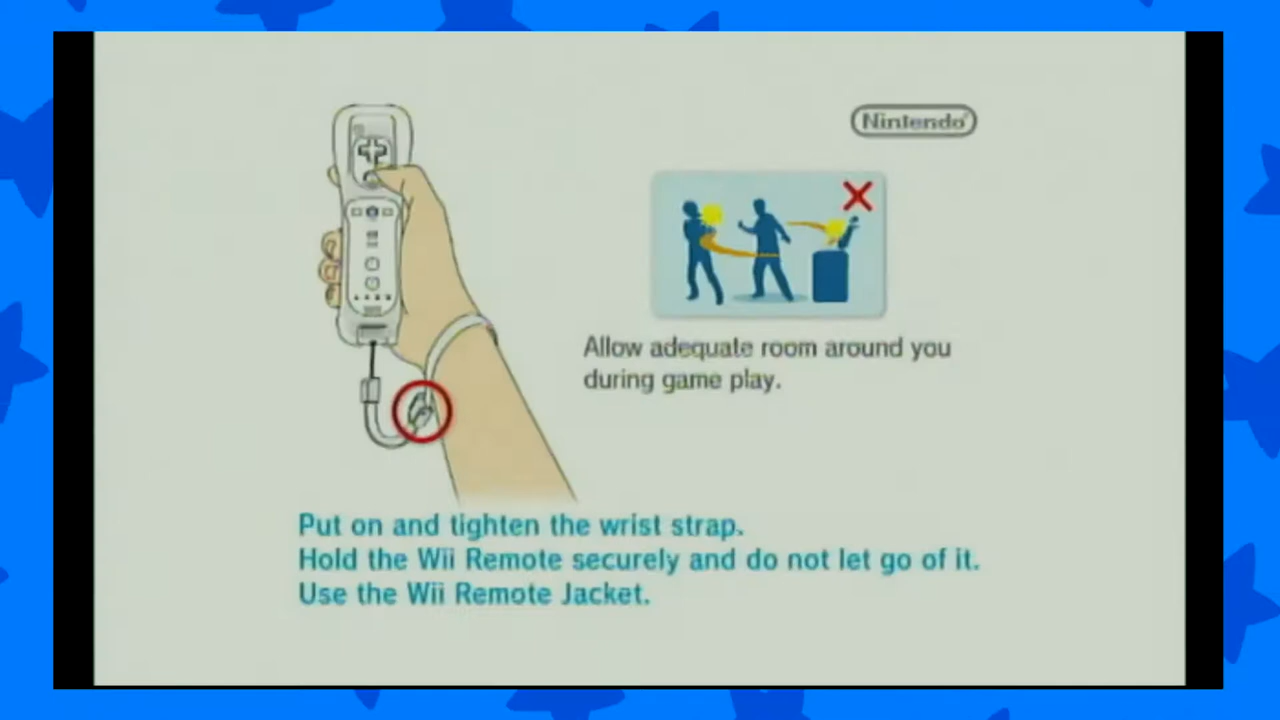 Nintendo
Allow adequate room around you
during game play.
Put on and tighten the wrist strap.
Hold the Wii Remote securely and do not let go of it.
Use the Wii Remote Jacket.